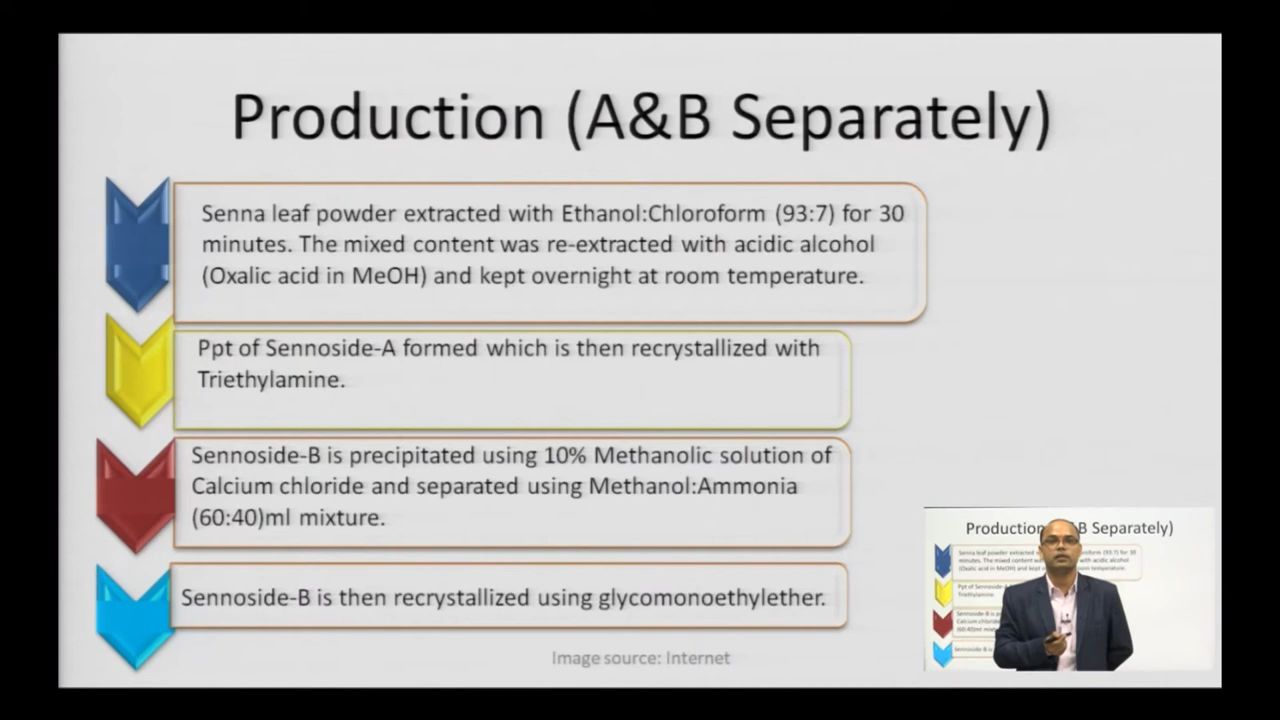 Production (A&B Separately)
Senna leaf powder extracted with Ethanol:Chloroform (93:7) for 30
minutes. The mixed content was re-extracted with acidic alcohol
(Oxalic acid in MeOH) and kept overnight at room temperature.
Ppt of Sennoside-A formed which is then recrystallized with
Triethylamine.
Sennoside-B is precipitated using 10% Methanolic solution of
Calcium chloride and separated using Methanol:Ammonia
(60:40)ml mixture.
Sennoside-B is then recrystallized using glycomonoethylether.
Image source: Internet
Production B Separately)